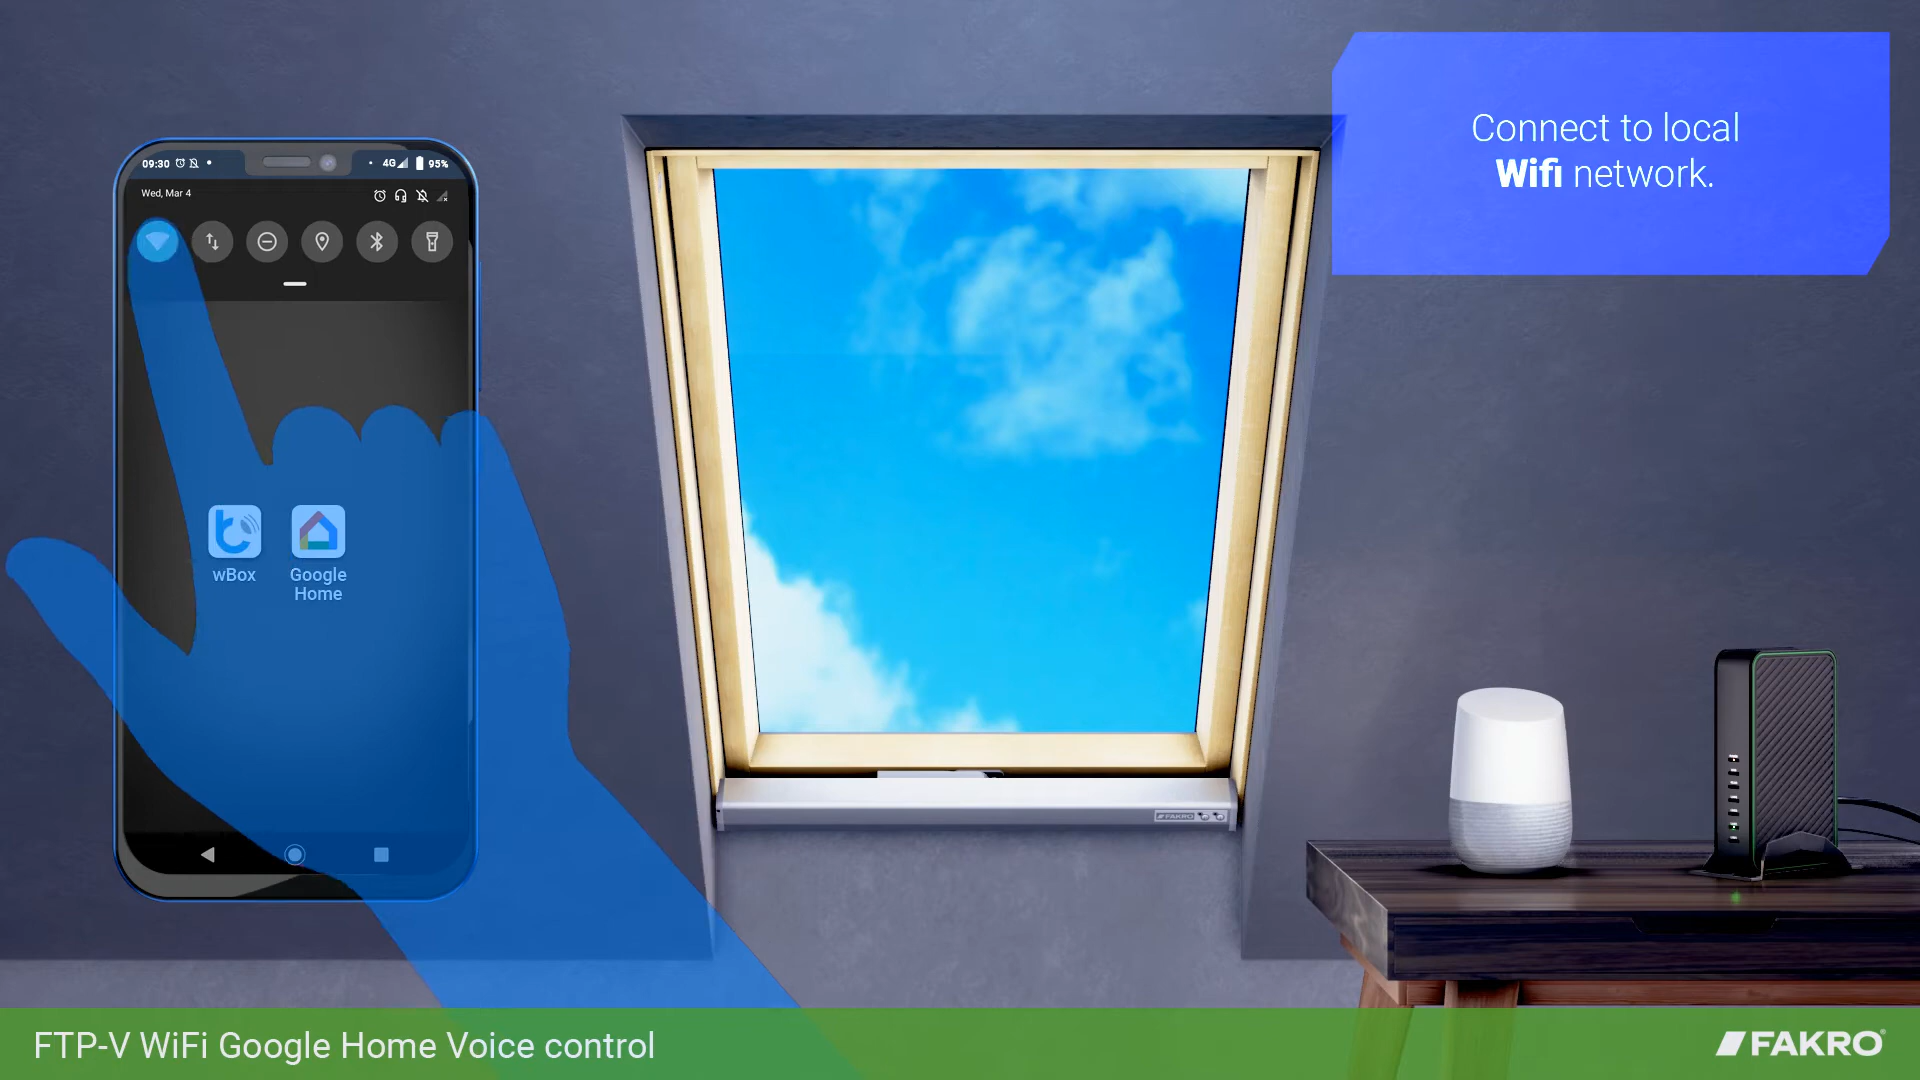 Connect to local
Wifi network.
09:30
4G
95%
Wed, Mar 4
wBox
Google
Home
FAKRO
FTP-V WiFi Google Home Voice control
FAKRO®